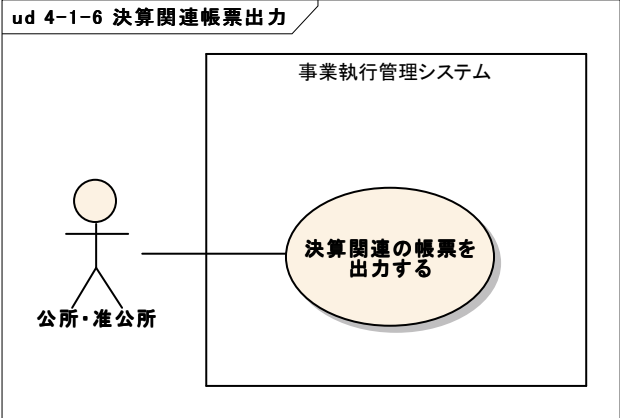 ud 4-1-6 決算関連帳票出力
事業執行管理システム
決算関連の帳票を
出力する
公所・准公所